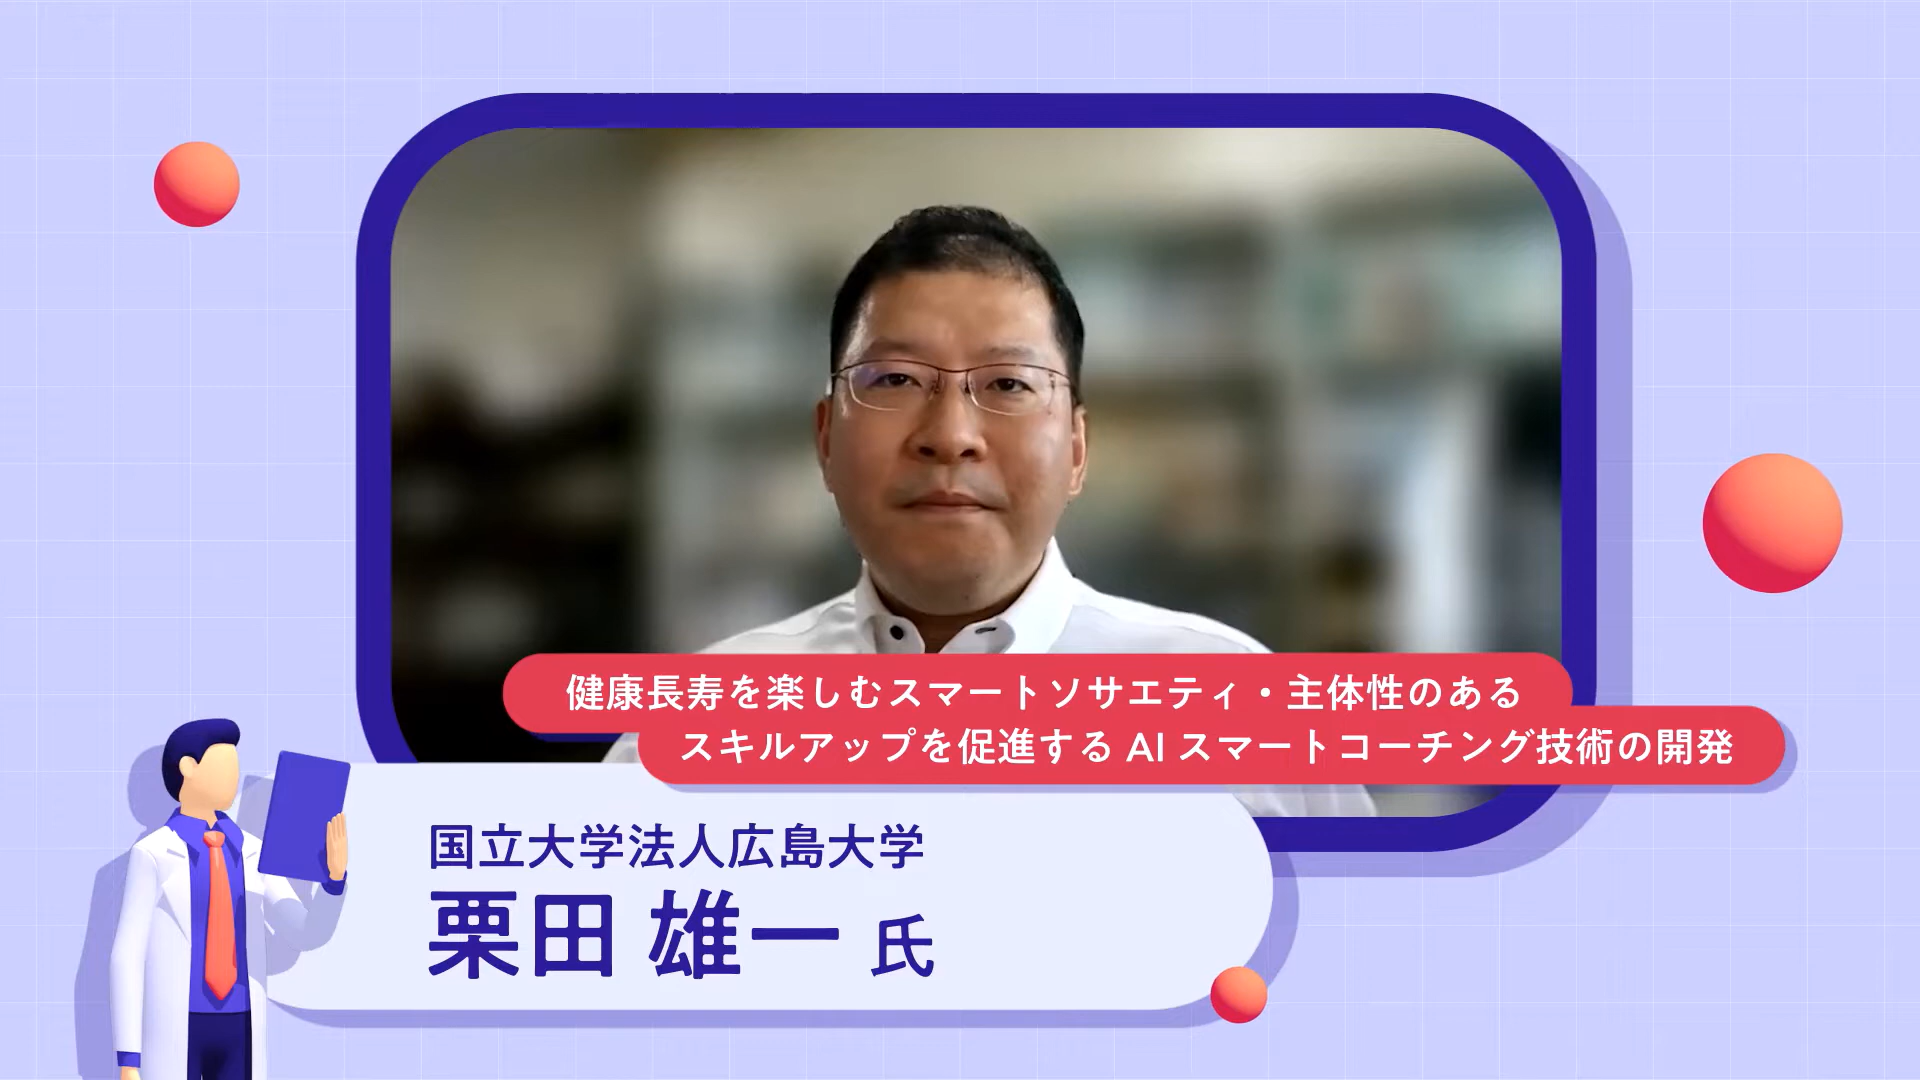 健康長寿を楽しむスマートソサエティ・主体性のある
スキルアップを促進する AI スマートコーチング技術の開発
国立大学法人広島大学
栗田 雄一 氏